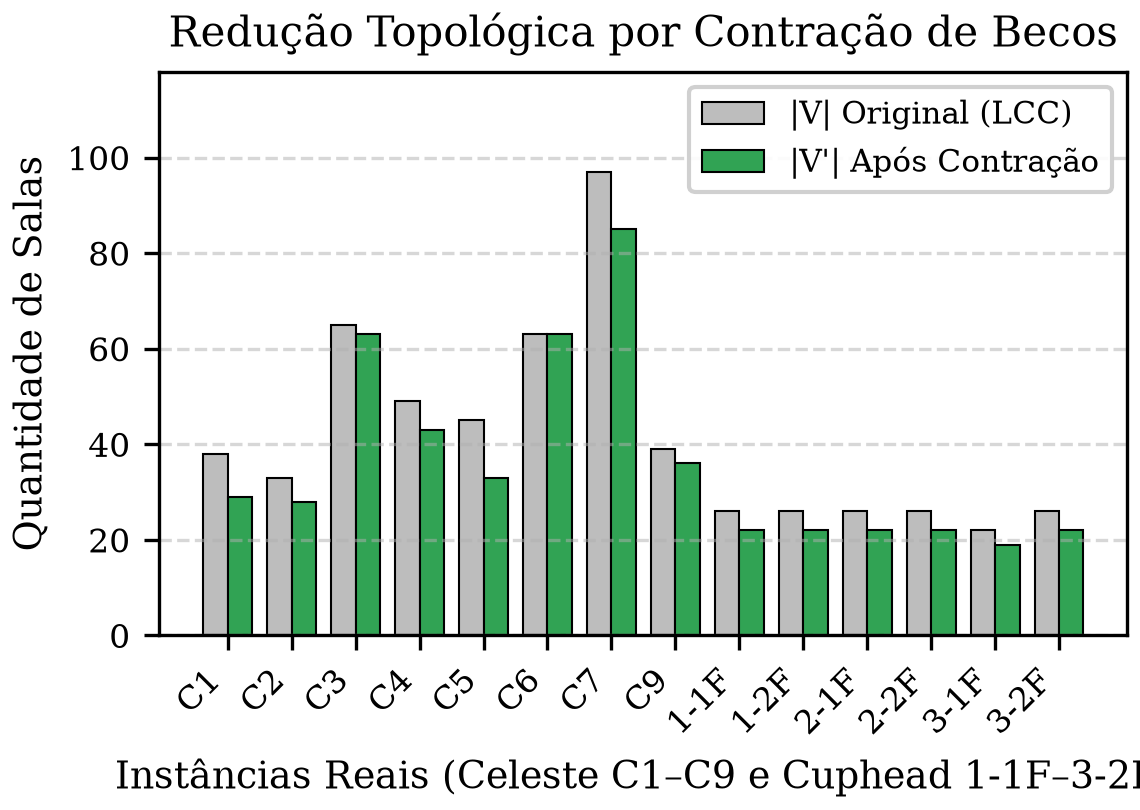 Redução Topológica por Contração de Becos
|V| Original (LCC)
|V'| Após Contração
Quantidade de Salas
100
80
60
40
20
0
C1
C2
C3
C4
C5
C6
C7
C9
1-1F
1-2F
2-1F
2-2F
3-1F
3-2F
Instâncias Reais (Celeste C1–C9 e Cuphead 1-1F–3-2